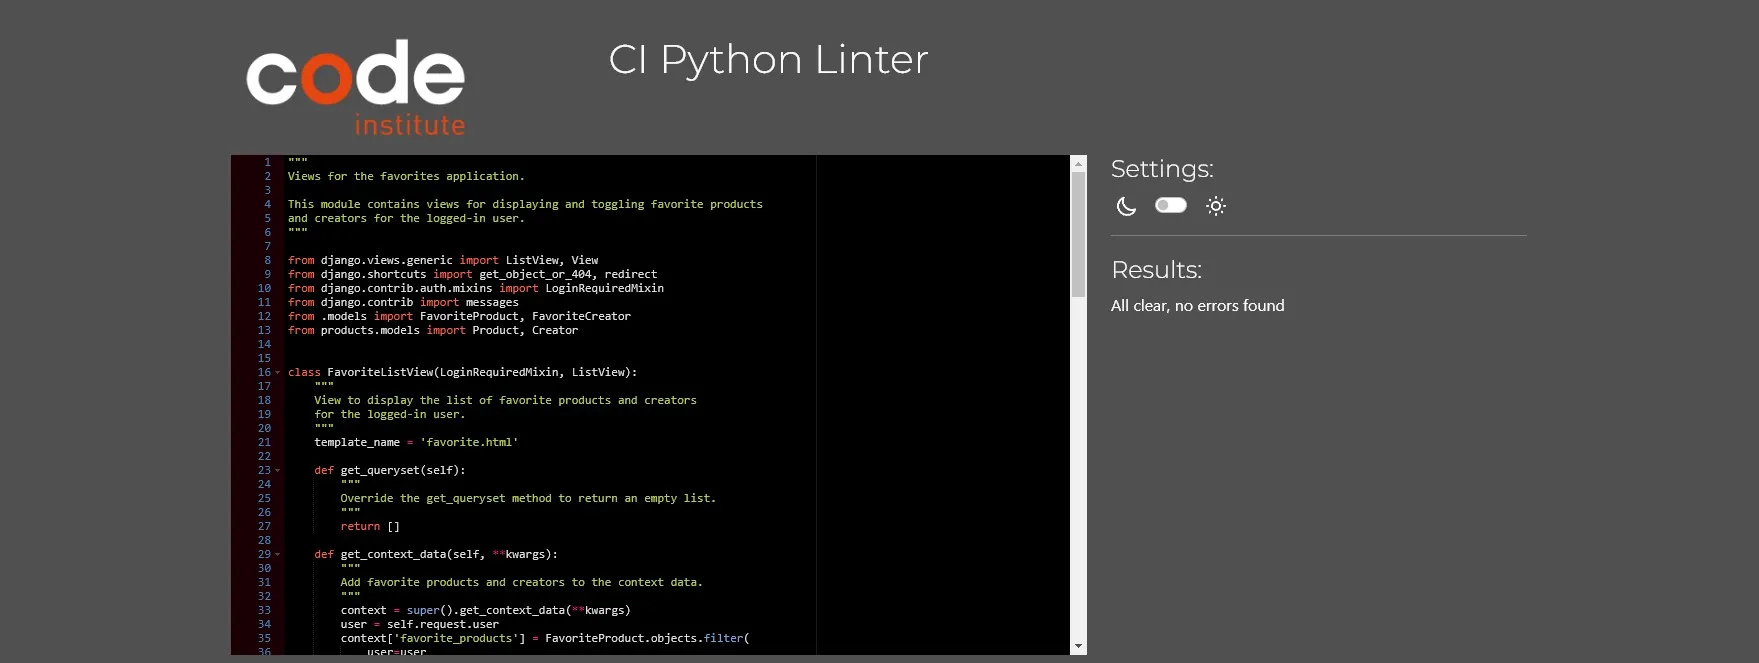 code
institute
CI Python Linter
1 """
2 Views for the favorites application.
3
4 This module contains views for displaying and toggling favorite products
5 and creators for the logged-in user.
6 """
7
8 from django.views.generic import ListView, View
9 from django.shortcuts import get_object_or_404, redirect
10 from django.contrib.auth.mixins import LoginRequiredMixin
11 from django.contrib import messages
12 from .models import FavoriteProduct, FavoriteCreator
13 from products.models import Product, Creator
14
15
16 class FavoriteListView(LoginRequiredMixin, ListView):
17     """
18     View to display the list of favorite products and creators
19     for the logged-in user.
20     """
21     template_name = 'favorite.html'
22
23     def get_queryset(self):
24         """
25         Override the get_queryset method to return an empty list.
26         """
27         return []
28
29     def get_context_data(self, **kwargs):
30         """
31         Add favorite products and creators to the context data.
32         """
33         context = super().get_context_data(**kwargs)
34         user = self.request.user
35         context['favorite_products'] = FavoriteProduct.objects.filter(
36             user=user
Settings:
Results:
All clear, no errors found